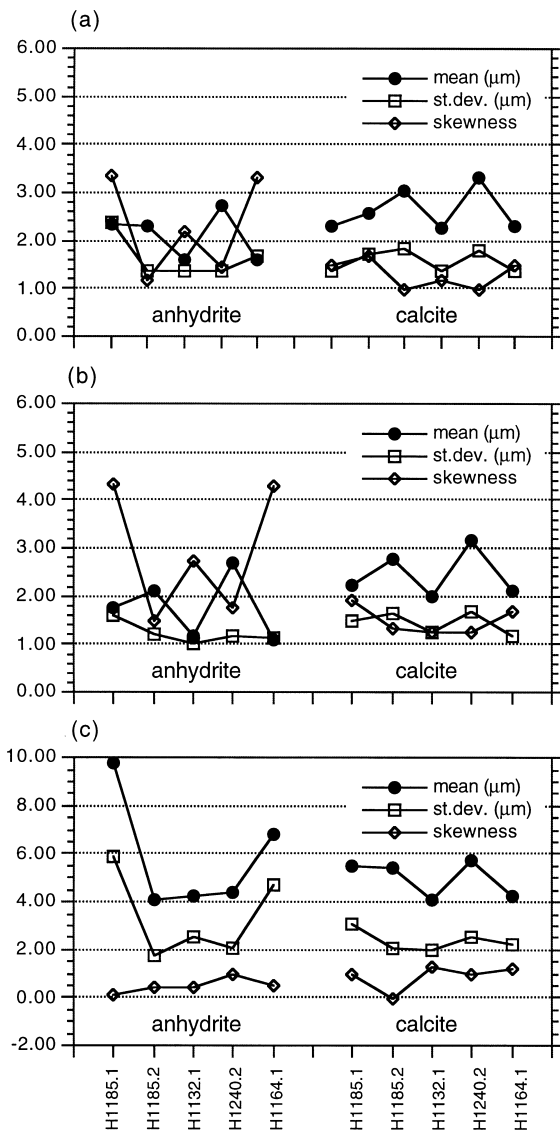 (a)
6.00
5.00
4.00
3.00
2.00
1.00
0.00
mean (μm)
st.dev. (μm)
skewness
anhydrite
calcite
(b)
6.00
5.00
4.00
3.00
2.00
1.00
0.00
mean (μm)
st.dev. (μm)
skewness
anhydrite
calcite
(c)
10.00
8.00
6.00
4.00
2.00
0.00
-2.00
mean (μm)
st.dev. (μm)
skewness
anhydrite
calcite
H1185.1
H1185.2
H1132.1
H1240.2
H1164.1
H1185.1
H1185.2
H1132.1
H1240.2
H1164.1